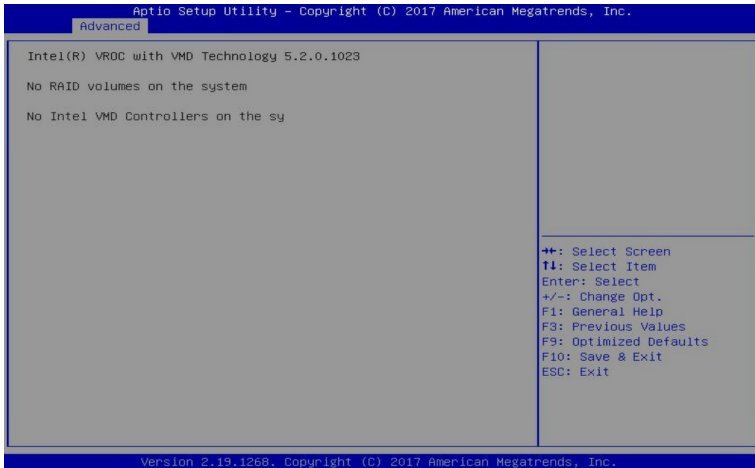 Aptio Setup Utility – Copyright (C) 2017 American Megatrends, Inc.
Advanced
Intel(R) VROC with VMD Technology 5.2.0.1023
No RAID volumes on the system
No Intel VMD Controllers on the sy
→←: Select Screen
↑↓: Select Item
Enter: Select
+/-: Change Opt.
F1: General Help
F3: Previous Values
F9: Optimized Defaults
F10: Save & Exit
ESC: Exit
Version 2.19.1268. Copyright (C) 2017 American Megatrends, Inc.